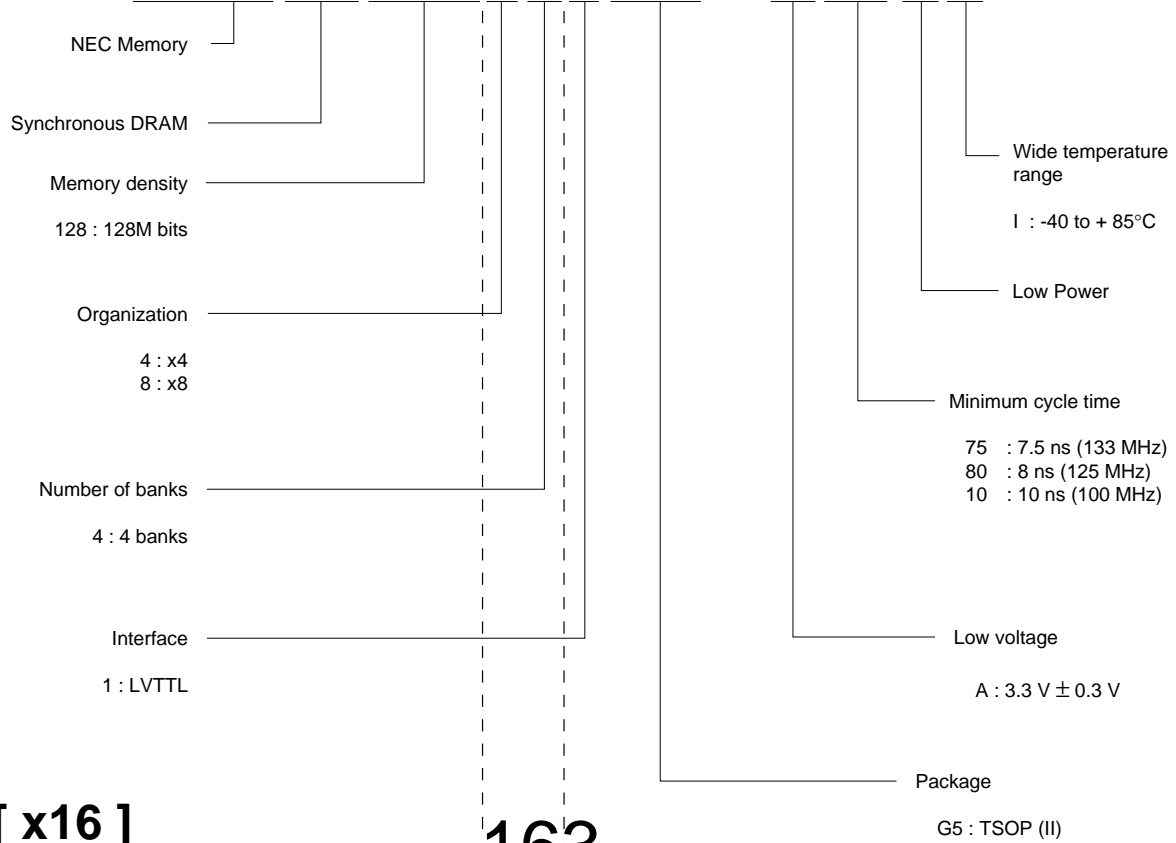 NEC Memory
Synchronous DRAM
Memory density
128 : 128M bits
Organization
4 : x4
8 : x8
Number of banks
4 : 4 banks
Interface
1 : LVTTL
Wide temperature
range
I : -40 to + 85°C
Low Power
Minimum cycle time
75 : 7.5 ns (133 MHz)
80 : 8 ns (125 MHz)
10 : 10 ns (100 MHz)
Low voltage
A : 3.3 V ± 0.3 V
Package
G5 : TSOP (II)
[ x16 ]
163